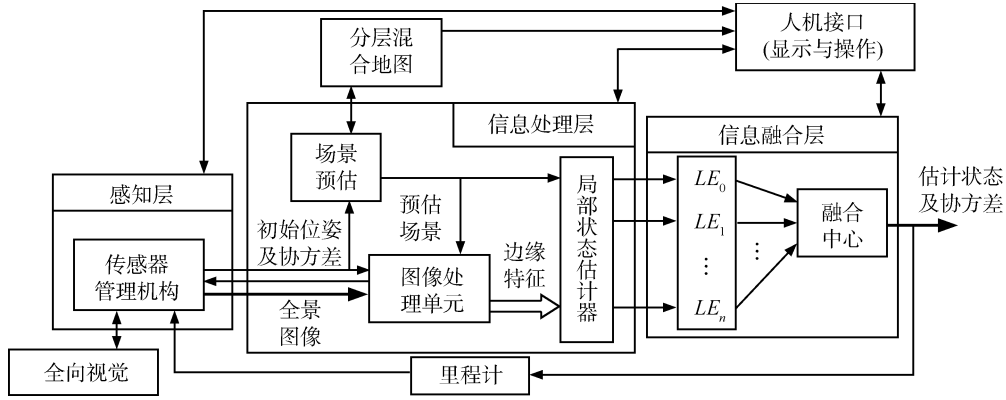 人机接口
(显示与操作)
分层混
合地图
信息处理层
信息融合层
场景
预估
感知层
预估
场景
初始位姿
及协方差
传感器
管理机构
图像处
理单元
全景
图像
边缘
特征
局部状态估计器
LE0
LE1
⋮
LEn
⋮
融合
中心
估计状态
及协方差
全向视觉
里程计